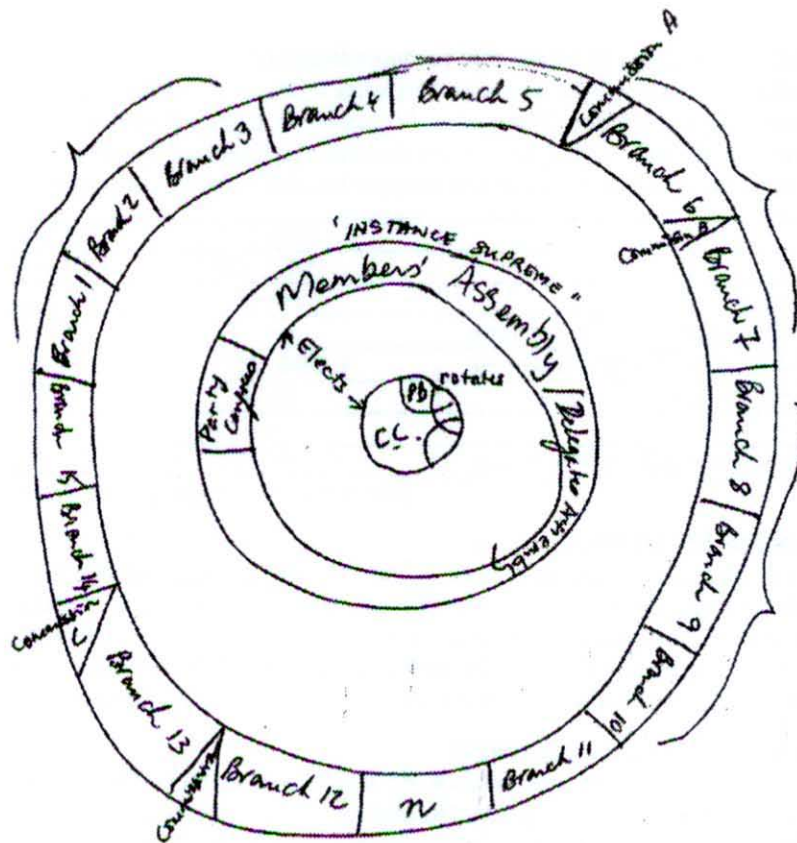 Commission A
Branch 5
Branch 4
Branch 3
Branch 2
Branch 1
Branch 15
Branch 14
Commission C
Branch 13
Commission
Branch 12
n
Branch 11
Branch 10
Branch 9
Branch 8
Branch 7
Commission B
Branch 6
"INSTANCE SUPREME"
Members' Assembly / Delegates Assembly
Party
Congress
Elects
PB
rotates
CC.